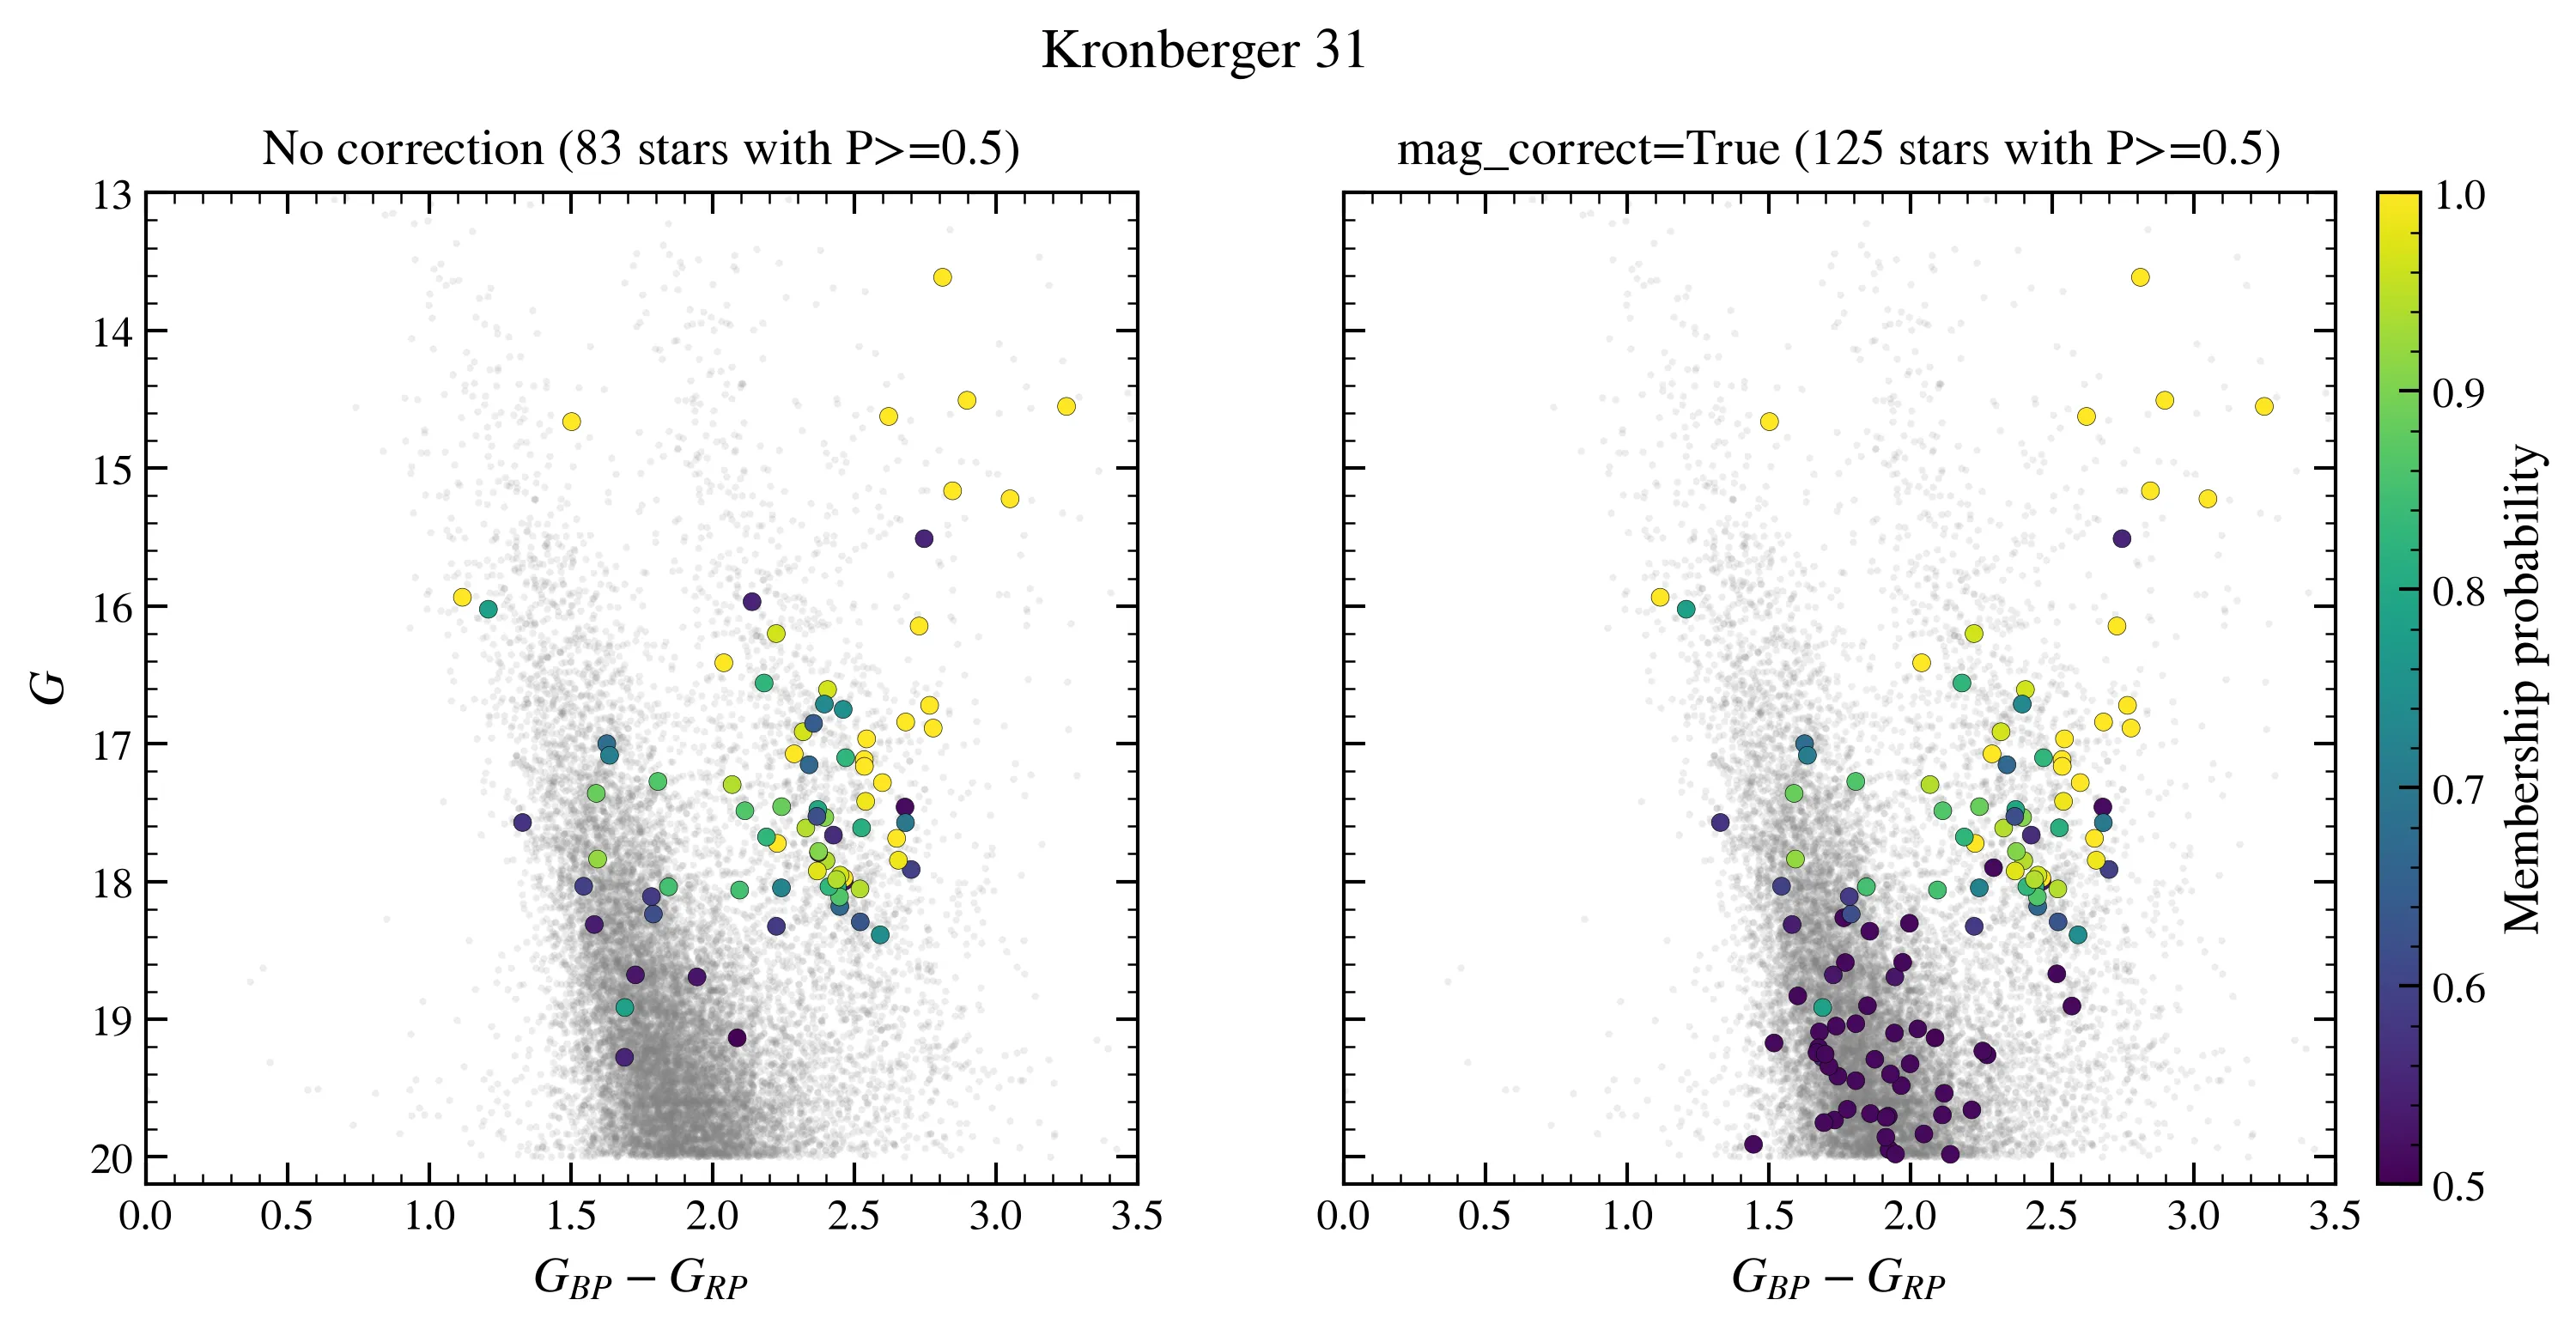 Kronberger 31
No correction (83 stars with P>=0.5)
mag_correct=True (125 stars with P>=0.5)
13
14
15
16
17
18
19
20
G
0.0 0.5 1.0 1.5 2.0 2.5 3.0 3.5
0.0 0.5 1.0 1.5 2.0 2.5 3.0 3.5
G_BP − G_RP
G_BP − G_RP
1.0
0.9
0.8
0.7
0.6
0.5
Membership probability